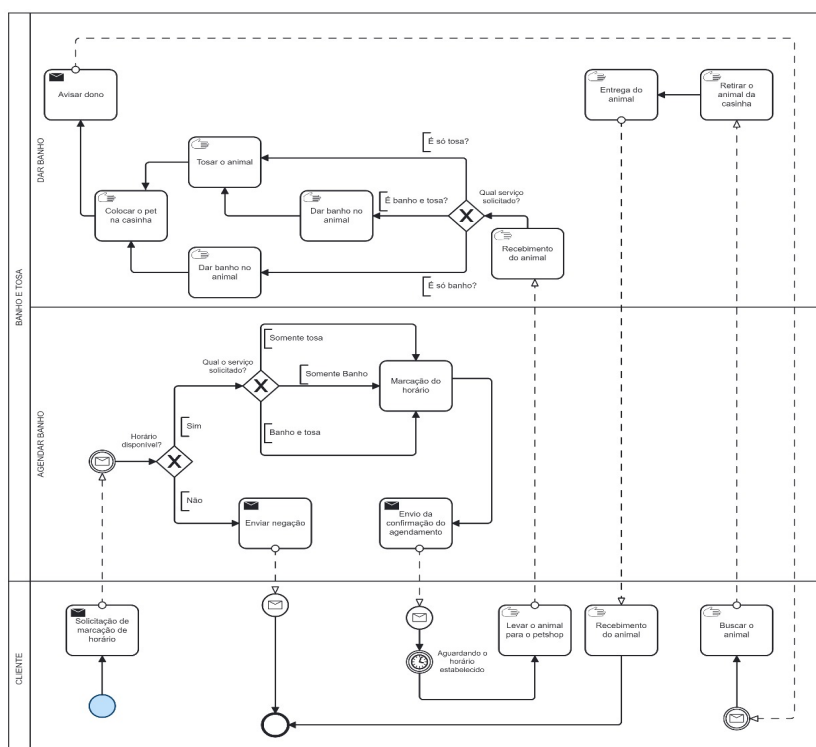 BANHO E TOSA
DAR BANHO
Avisar dono
Entrega do
animal
Retirar o
animal da
casinha
É só tosa?
Tosar o animal
Qual serviço
solicitado?
É banho e tosa?
Colocar o pet
na casinha
Dar banho no
animal
Recebimento
do animal
Dar banho no
animal
É só banho?
AGENDAR BANHO
Somente tosa
Qual o serviço
solicitado?
Somente Banho
Marcação do
horário
Sim
Banho e tosa
Horário
disponível?
Não
Enviar negação
Envio da
confirmação do
agendamento
CLIENTE
Solicitação de
marcação de
horário
Aguardando o
horário
estabelecido
Levar o animal
para o petshop
Recebimento
do animal
Buscar o
animal